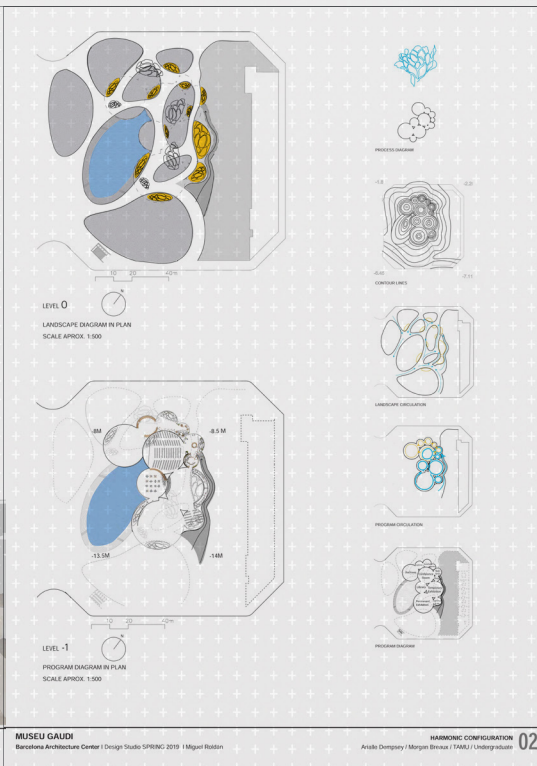 10 20 40m
LEVEL 0
LANDSCAPE DIAGRAM IN PLAN
SCALE APROX. 1:500
-8M
-8.5 M
-13.5M
-14M
10 20 40m
LEVEL -1
PROGRAM DIAGRAM IN PLAN
SCALE APROX. 1:500
PROCESS DIAGRAM
CONTOUR LINES
LANDSCAPE CIRCULATION
PROGRAM CIRCULATION
PROGRAM DIAGRAM
MUSEU GAUDI
Barcelona Architecture Center I Design Studio SPRING 2019 I Miguel Roldán
HARMONIC CONFIGURATION
Arielle Dempsey / Morgan Breaux / TAMU / Undergraduate
02